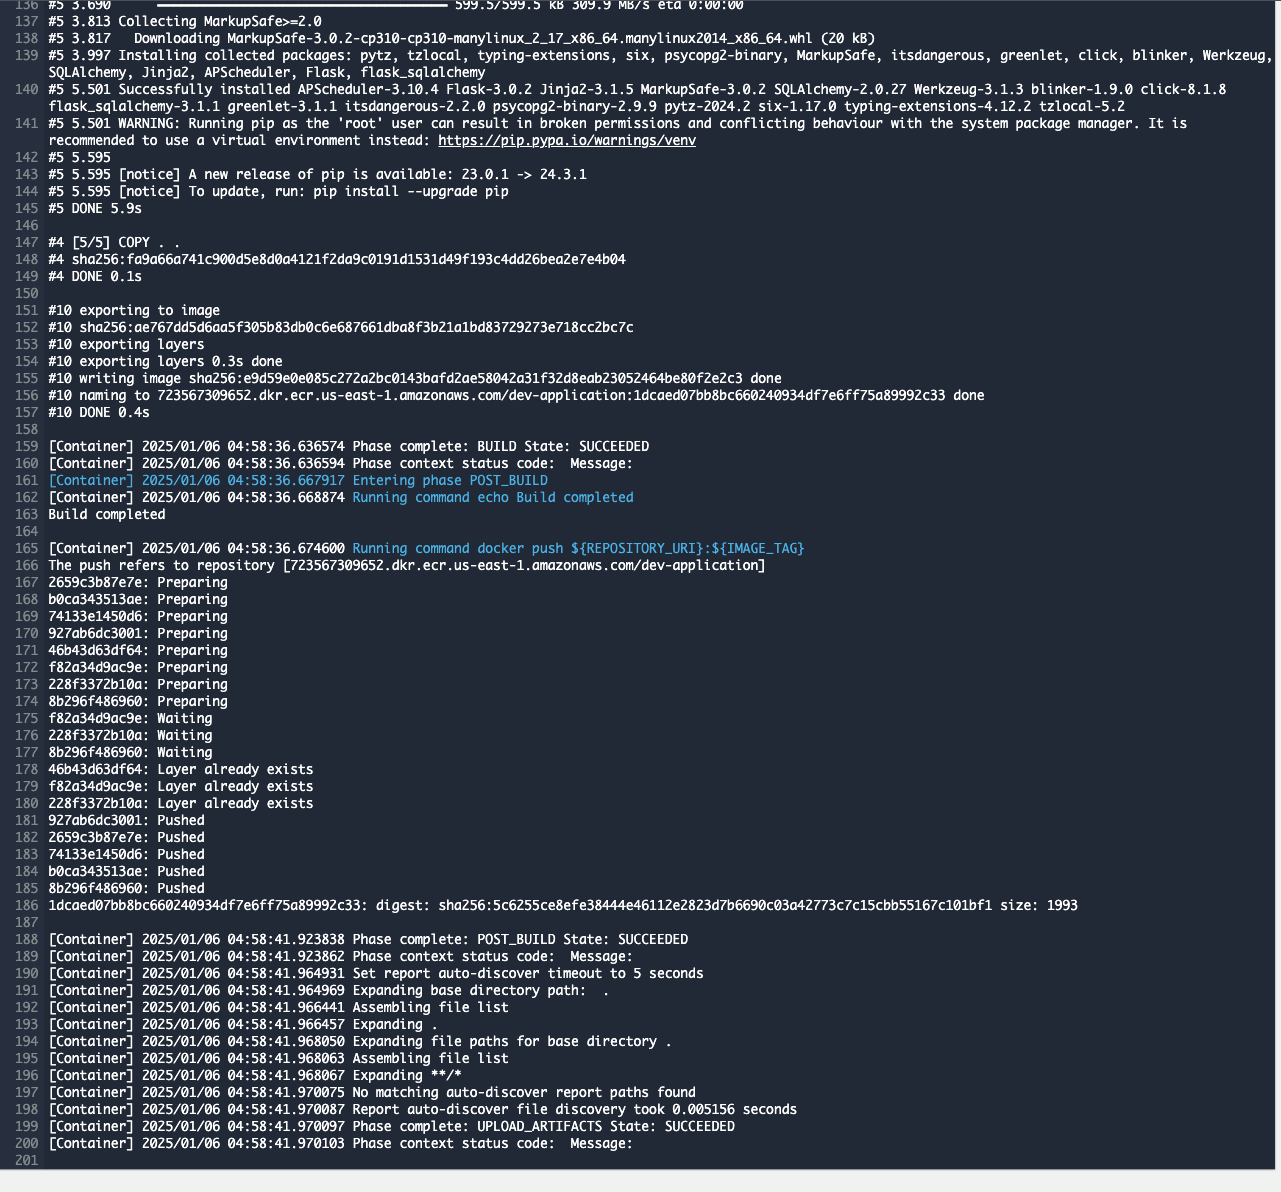 136 #5 3.690 599.5/599.5 kB 309.9 MB/s eta 0:00:00
137 #5 3.813 Collecting MarkupSafe>=2.0
138 #5 3.817   Downloading MarkupSafe-3.0.2-cp310-cp310-manylinux_2_17_x86_64.manylinux2014_x86_64.whl (20 kB)
139 #5 3.997 Installing collected packages: pytz, tzlocal, typing-extensions, six, psycopg2-binary, MarkupSafe, itsdangerous, greenlet, click, blinker, Werkzeug,
SQLAlchemy, Jinja2, APScheduler, Flask, flask_sqlalchemy
140 #5 5.501 Successfully installed APScheduler-3.10.4 Flask-3.0.2 Jinja2-3.1.5 MarkupSafe-3.0.2 SQLAlchemy-2.0.27 Werkzeug-3.1.3 blinker-1.9.0 click-8.1.8
flask_sqlalchemy-3.1.1 greenlet-3.1.1 itsdangerous-2.2.0 psycopg2-binary-2.9.9 pytz-2024.2 six-1.17.0 typing-extensions-4.12.2 tzlocal-5.2
141 #5 5.501 WARNING: Running pip as the 'root' user can result in broken permissions and conflicting behaviour with the system package manager. It is
recommended to use a virtual environment instead: https://pip.pypa.io/warnings/venv
142 #5 5.595
143 #5 5.595 [notice] A new release of pip is available: 23.0.1 -> 24.3.1
144 #5 5.595 [notice] To update, run: pip install --upgrade pip
145 #5 DONE 5.9s
146
147 #4 [5/5] COPY . .
148 #4 sha256:fa9a66a741c900d5e8d0a4121f2da9c0191d1531d49f193c4dd26bea2e7e4b04
149 #4 DONE 0.1s
150
151 #10 exporting to image
152 #10 sha256:ae767dd5d6aa5f305b83db0c6e687661dba8f3b21a1bd83729273e718cc2bc7c
153 #10 exporting layers
154 #10 exporting layers 0.3s done
155 #10 writing image sha256:e9d59e0e085c272a2bc0143bafd2ae58042a31f32d8eab23052464be80f2e2c3 done
156 #10 naming to 723567309652.dkr.ecr.us-east-1.amazonaws.com/dev-application:1dcaed07bb8bc660240934df7e6ff75a89992c33 done
157 #10 DONE 0.4s
158
159 [Container] 2025/01/06 04:58:36.636574 Phase complete: BUILD State: SUCCEEDED
160 [Container] 2025/01/06 04:58:36.636594 Phase context status code:  Message:
161 [Container] 2025/01/06 04:58:36.667917 Entering phase POST_BUILD
162 [Container] 2025/01/06 04:58:36.668874 Running command echo Build completed
163 Build completed
164
165 [Container] 2025/01/06 04:58:36.674600 Running command docker push ${REPOSITORY_URI}:${IMAGE_TAG}
166 The push refers to repository [723567309652.dkr.ecr.us-east-1.amazonaws.com/dev-application]
167 2659c3b87e7e: Preparing
168 b0ca343513ae: Preparing
169 74133e1450d6: Preparing
170 927ab6dc3001: Preparing
171 46b43d63df64: Preparing
172 f82a34d9ac9e: Preparing
173 228f3372b10a: Preparing
174 8b296f486960: Preparing
175 f82a34d9ac9e: Waiting
176 228f3372b10a: Waiting
177 8b296f486960: Waiting
178 46b43d63df64: Layer already exists
179 f82a34d9ac9e: Layer already exists
180 228f3372b10a: Layer already exists
181 927ab6dc3001: Pushed
182 2659c3b87e7e: Pushed
183 74133e1450d6: Pushed
184 b0ca343513ae: Pushed
185 8b296f486960: Pushed
186 1dcaed07bb8bc660240934df7e6ff75a89992c33: digest: sha256:5c6255ce8efe38444e46112e2823d7b6690c03a42773c7c15cbb55167c101bf1 size: 1993
187
188 [Container] 2025/01/06 04:58:41.923838 Phase complete: POST_BUILD State: SUCCEEDED
189 [Container] 2025/01/06 04:58:41.923862 Phase context status code:  Message:
190 [Container] 2025/01/06 04:58:41.964931 Set report auto-discover timeout to 5 seconds
191 [Container] 2025/01/06 04:58:41.964969 Expanding base directory path:  .
192 [Container] 2025/01/06 04:58:41.966441 Assembling file list
193 [Container] 2025/01/06 04:58:41.966457 Expanding .
194 [Container] 2025/01/06 04:58:41.968050 Expanding file paths for base directory .
195 [Container] 2025/01/06 04:58:41.968063 Assembling file list
196 [Container] 2025/01/06 04:58:41.968067 Expanding **/*
197 [Container] 2025/01/06 04:58:41.970075 No matching auto-discover report paths found
198 [Container] 2025/01/06 04:58:41.970087 Report auto-discover file discovery took 0.005156 seconds
199 [Container] 2025/01/06 04:58:41.970097 Phase complete: UPLOAD_ARTIFACTS State: SUCCEEDED
200 [Container] 2025/01/06 04:58:41.970103 Phase context status code:  Message:
201